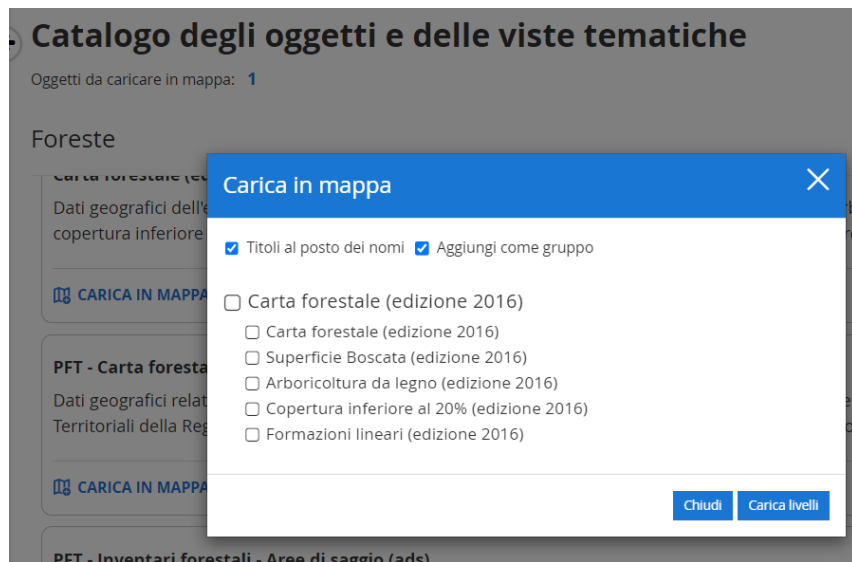 Catalogo degli oggetti e delle viste tematiche
Oggetti da caricare in mappa: 1
Foreste
Carta forestale
Dati geografici
copertura inferiore
CARICA IN MAPPA
PFT - Carta
Dati geografici
Territoriali della
CARICA IN MAPPA
PFT - Inventari forestali - Aree di saggio (ads)
Carica in mappa
Titoli al posto dei nomi Aggiungi come gruppo
Carta forestale (edizione 2016)
Carta forestale (edizione 2016)
Superficie Boscata (edizione 2016)
Arboricoltura da legno (edizione 2016)
Copertura inferiore al 20% (edizione 2016)
Formazioni lineari (edizione 2016)
Chiudi Carica livelli